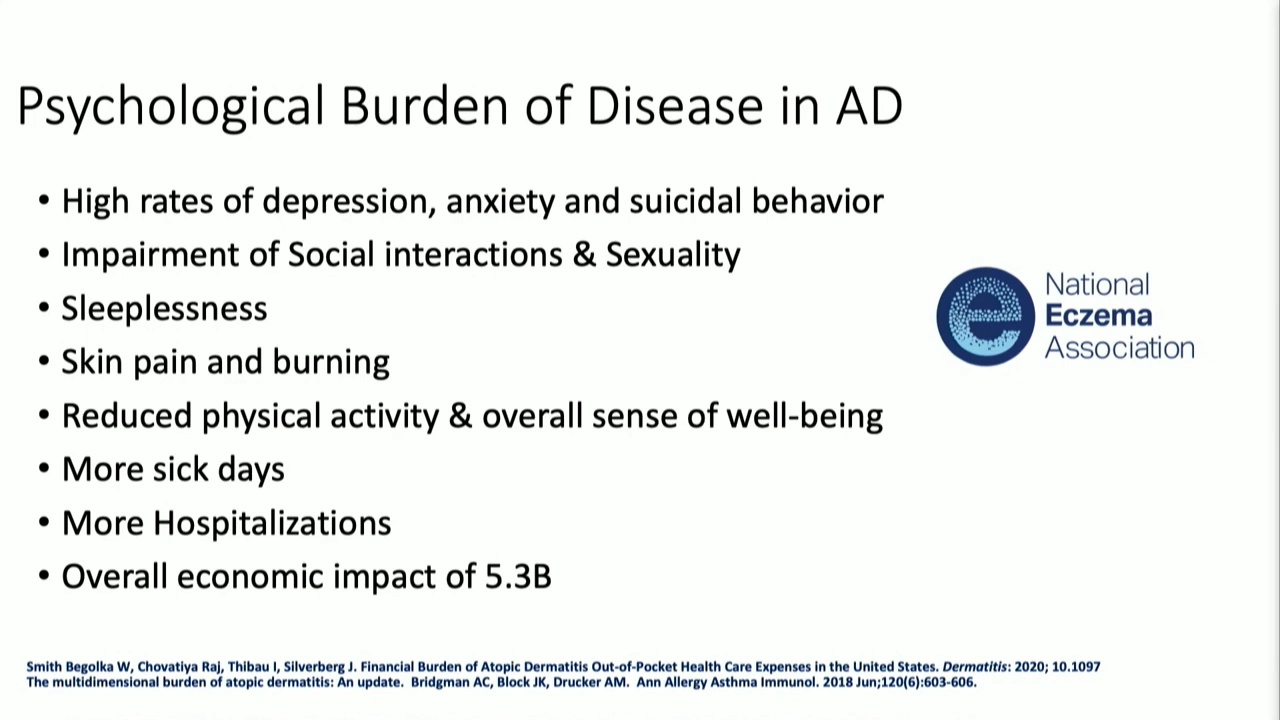 Psychological Burden of Disease in AD
• High rates of depression, anxiety and suicidal behavior
• Impairment of Social interactions & Sexuality
• Sleeplessness
• Skin pain and burning
• Reduced physical activity & overall sense of well-being
• More sick days
• More Hospitalizations
• Overall economic impact of 5.3B
National
Eczema
Association
Smith Begolka W, Chovatiya Raj, Thibau I, Silverberg J. Financial Burden of Atopic Dermatitis Out-of-Pocket Health Care Expenses in the United States. Dermatitis: 2020; 10.1097
The multidimensional burden of atopic dermatitis: An update. Bridgman AC, Block JK, Drucker AM. Ann Allergy Asthma Immunol. 2018 Jun;120(6):603-606.